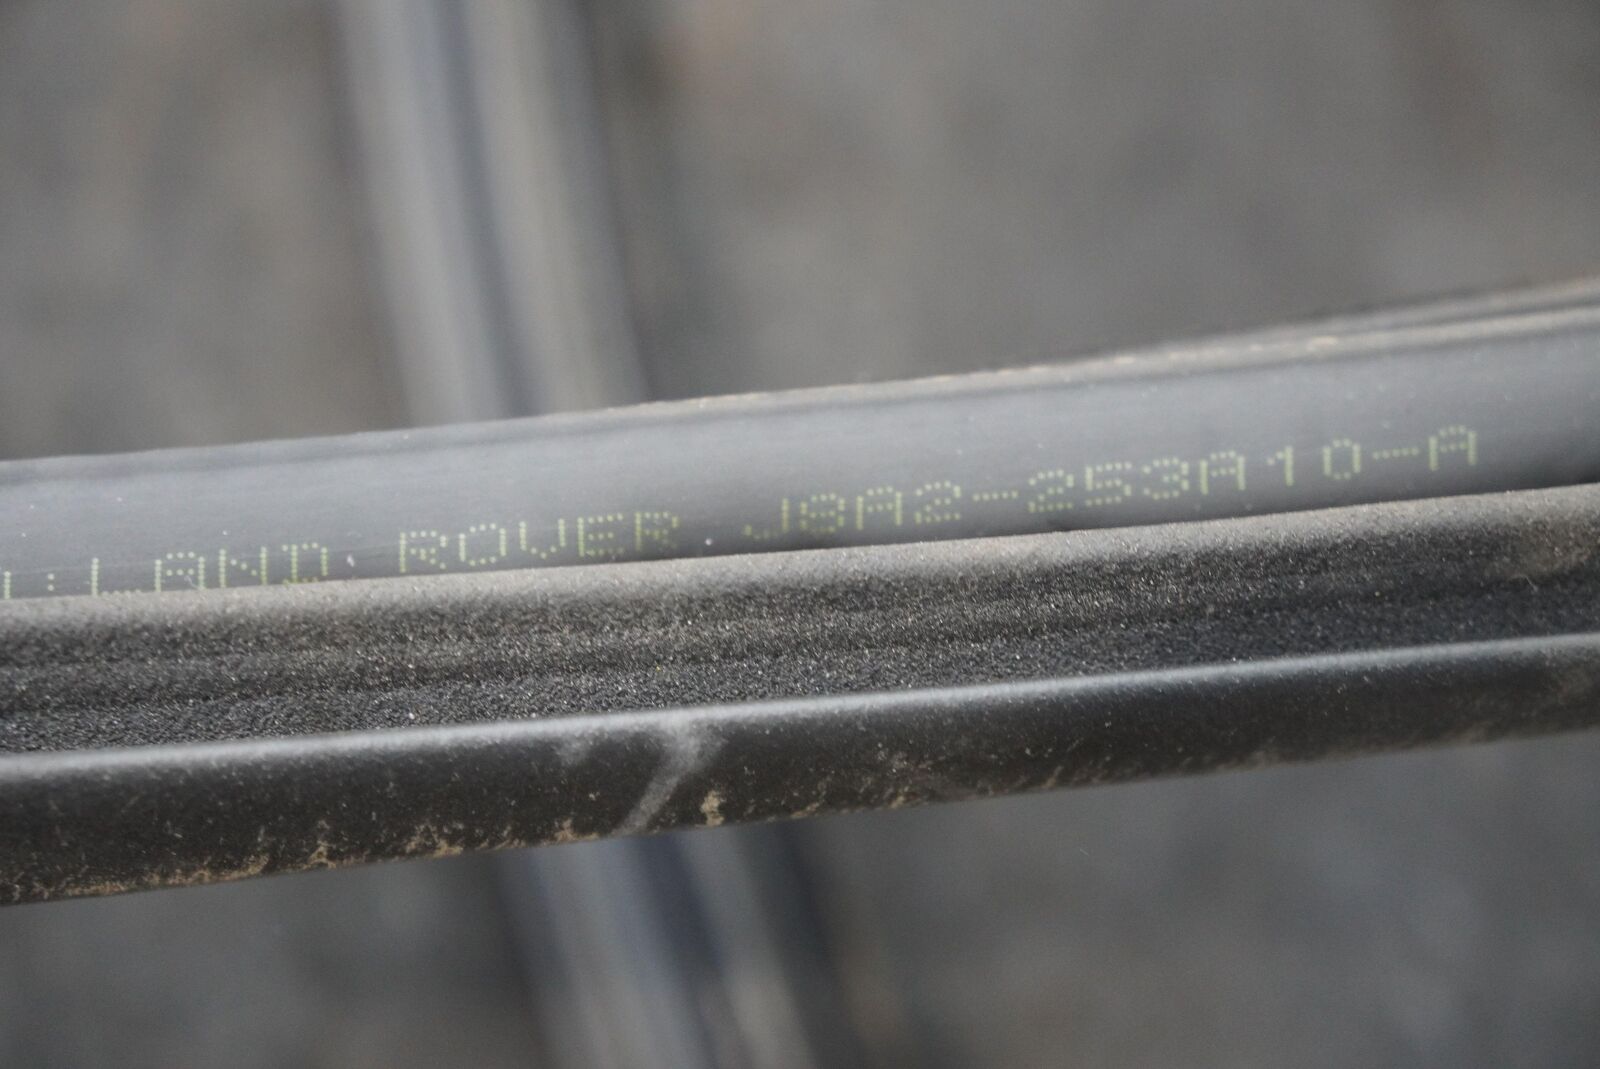 :LAND ROVER J8A2-253A10-A